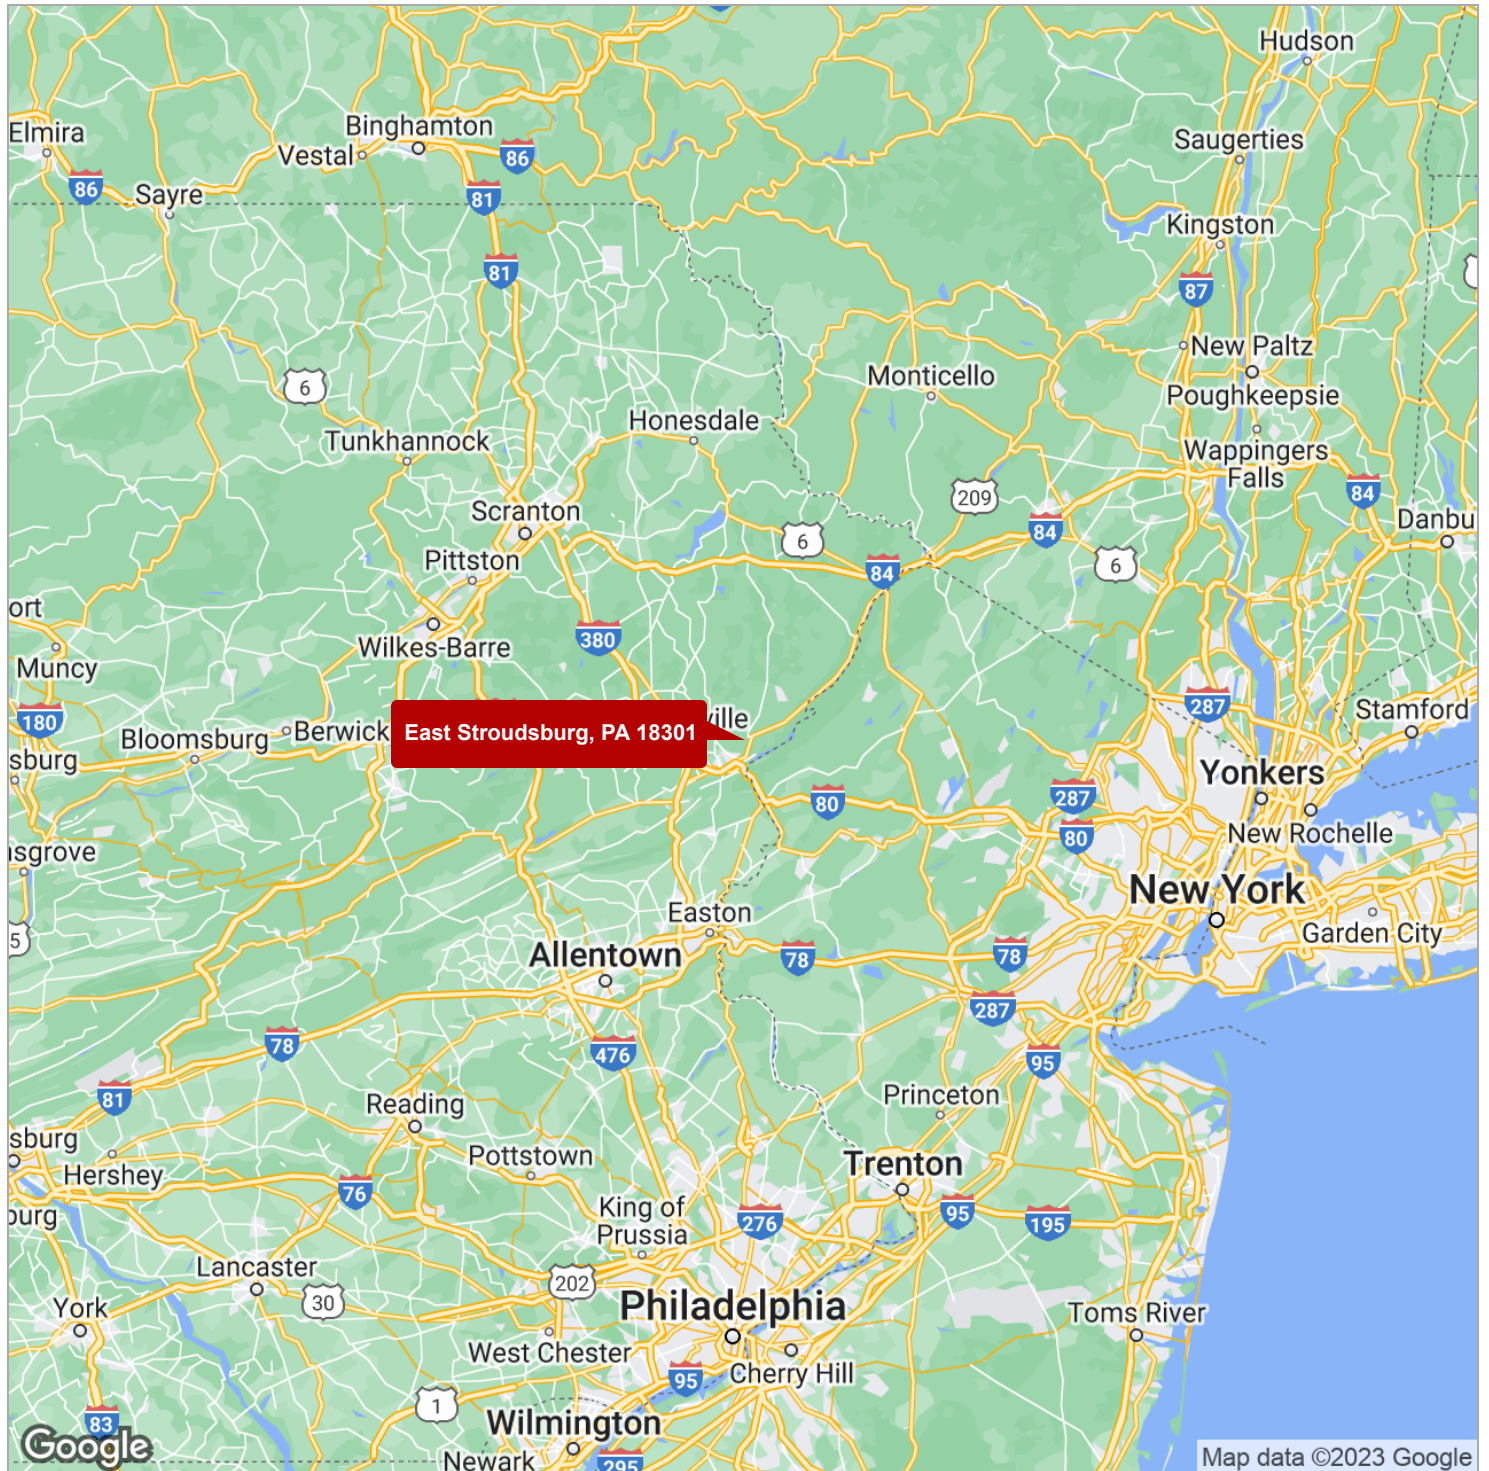 Hudson
Elmira
Binghamton
Vestal
86
Saugerties
86
Sayre
81
Kingston
81
87
New Paltz
6
Monticello
Poughkeepsie
Honesdale
Tunkhannock
Wappingers
Falls
209
84
Scranton
Danbu
6
84
Pittston
84
6
ort
Wilkes-Barre
380
Muncy
180
287
Stamford
ville
Berwick
East Stroudsburg, PA 18301
Bloomsburg
sburg
Yonkers
80
287
80
New Rochelle
nsgrove
New York
Easton
Garden City
5
Allentown
78
78
287
78
476
95
81
Princeton
Reading
sburg
Hershey
Pottstown
Trenton
76
King of
Prussia
276
95
195
burg
Lancaster
202
30
York
Philadelphia
Toms River
West Chester
Cherry Hill
95
1
83
Wilmington
Google
Newark
295
Map data ©2023 Google